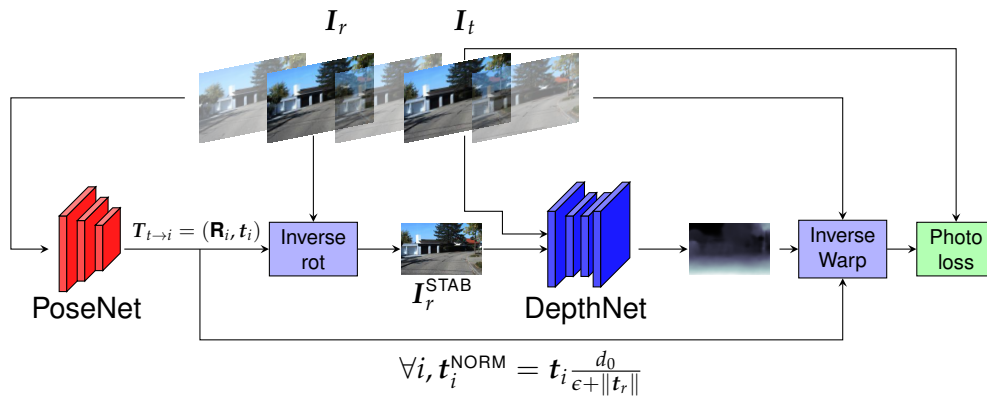 I_r I_t
T_{t→i} = (R_i, t_i)
Inverse
rot
I_r^STAB
Inverse
Warp
Photo
loss
PoseNet
DepthNet
∀i, t_i^NORM = t_i d_0/(ϵ+‖t_r‖)